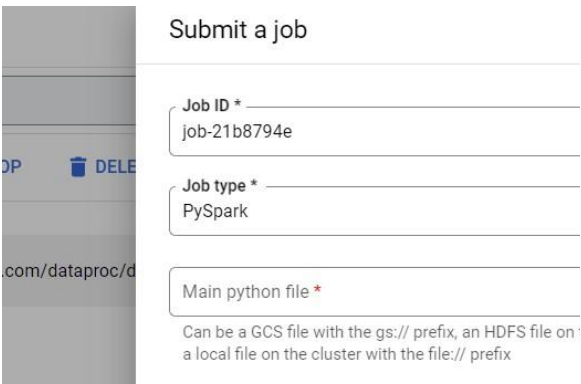 Submit a job
Job ID *
job-21b8794e
OP DELE
Job type *
PySpark
.com/dataproc/d
Main python file *
Can be a GCS file with the gs:// prefix, an HDFS file on
a local file on the cluster with the file:// prefix